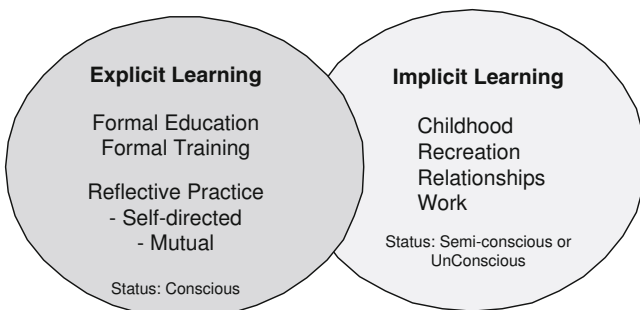 Explicit Learning
Formal Education
Formal Training
Reflective Practice
- Self-directed
- Mutual
Status: Conscious
Implicit Learning
Childhood
Recreation
Relationships
Work
Status: Semi-conscious or
UnConscious